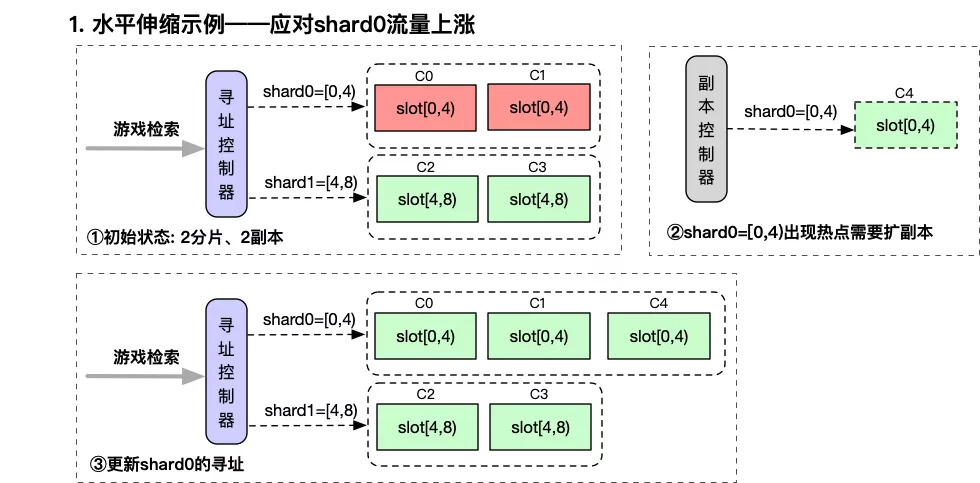 1. 水平伸缩示例——应对shard0流量上涨
游戏检索
寻址控制器
shard0=[0,4)
C0
slot[0,4)
C1
slot[0,4)
shard1=[4,8)
C2
slot[4,8)
C3
slot[4,8)
①初始状态: 2分片、2副本
副本控制器
shard0=[0,4)
C4
slot[0,4)
②shard0=[0,4)出现热点需要扩副本
游戏检索
寻址控制器
shard0=[0,4)
C0
slot[0,4)
C1
slot[0,4)
C4
slot[0,4)
shard1=[4,8)
C2
slot[4,8)
C3
slot[4,8)
③更新shard0的寻址